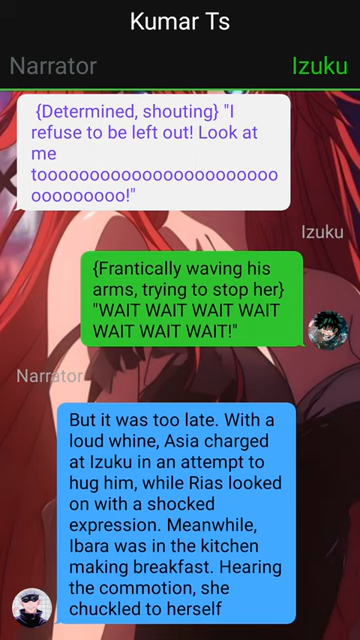 Kumar Ts
Narrator
Izuku
{Determined, shouting} "I
refuse to be left out! Look at
me
toooooooooooooooooooooooo
ooooooooo!"
Izuku
{Frantically waving his
arms, trying to stop her}
"WAIT WAIT WAIT WAIT
WAIT WAIT WAIT!"
Narrator
But it was too late. With a
loud whine, Asia charged
at Izuku in an attempt to
hug him, while Rias looked
on with a shocked
expression. Meanwhile,
Ibara was in the kitchen
making breakfast. Hearing
the commotion, she
chuckled to herself